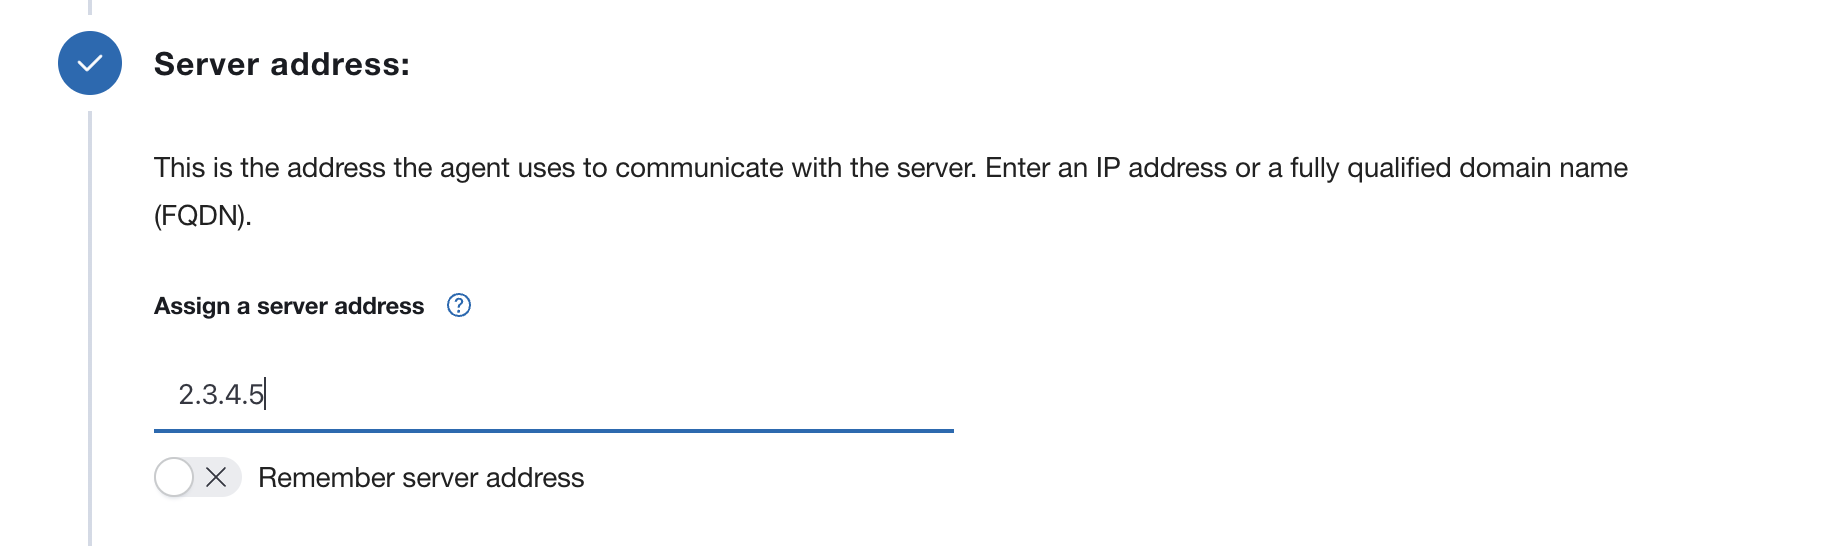 Server address:
This is the address the agent uses to communicate with the server. Enter an IP address or a fully qualified domain name
(FQDN).
Assign a server address ?
2.3.4.5
Remember server address